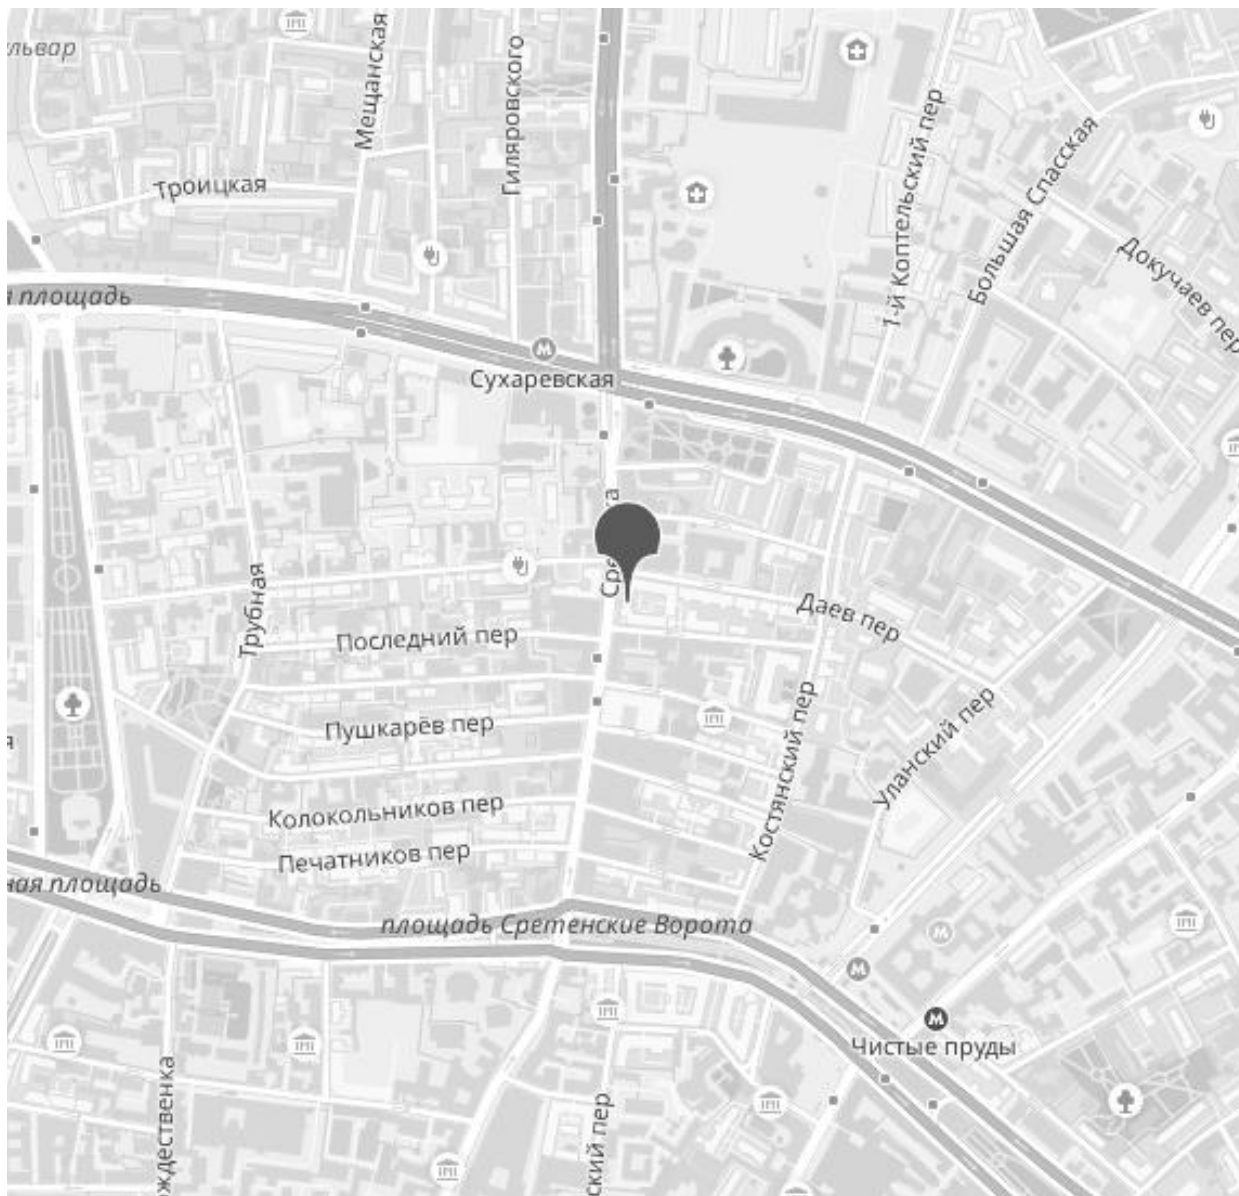 львар
Мещанская
Гиляровского
Троицкая
1-й Коптельский пер
Большая Спасская
Докучаев пер
я площадь
М
Сухаревская
Трубная
Последний пер
Даев пер
Пушкарёв пер
Костянский пер
Уланский пер
я
Колокольников пер
Печатников пер
ная площадь
площадь Сретенские Ворота
М
М
М
Чистые пруды
ождественка
ский пер